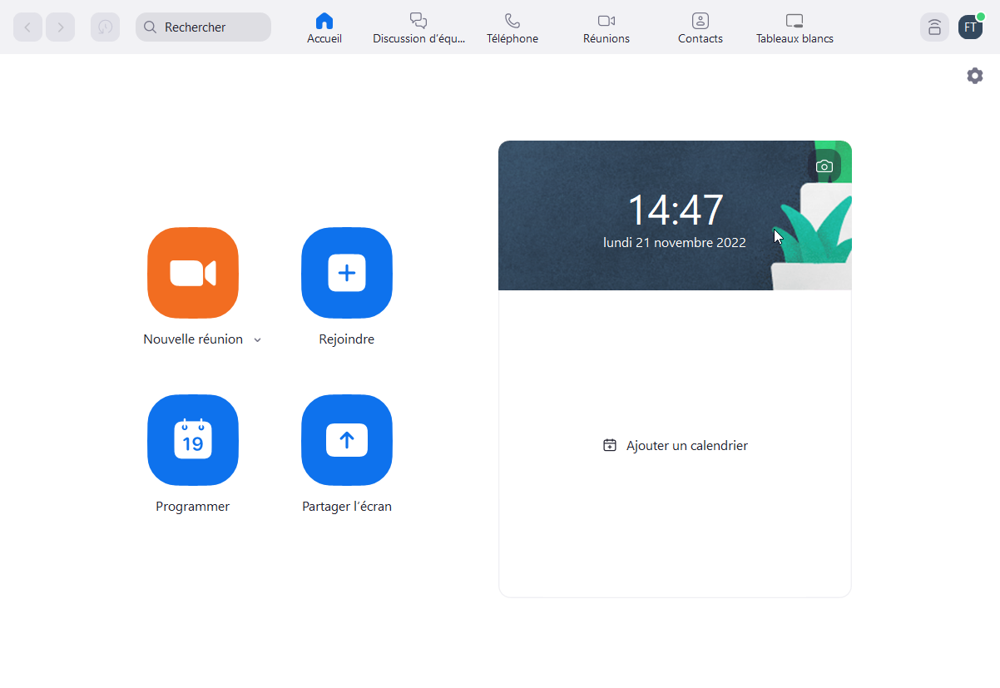 Rechercher
Accueil
Discussion d'équ...
Téléphone
Réunions
Contacts
Tableaux blancs
FT
14:47
lundi 21 novembre 2022
Nouvelle réunion
Rejoindre
19
Programmer
Partager l'écran
Ajouter un calendrier